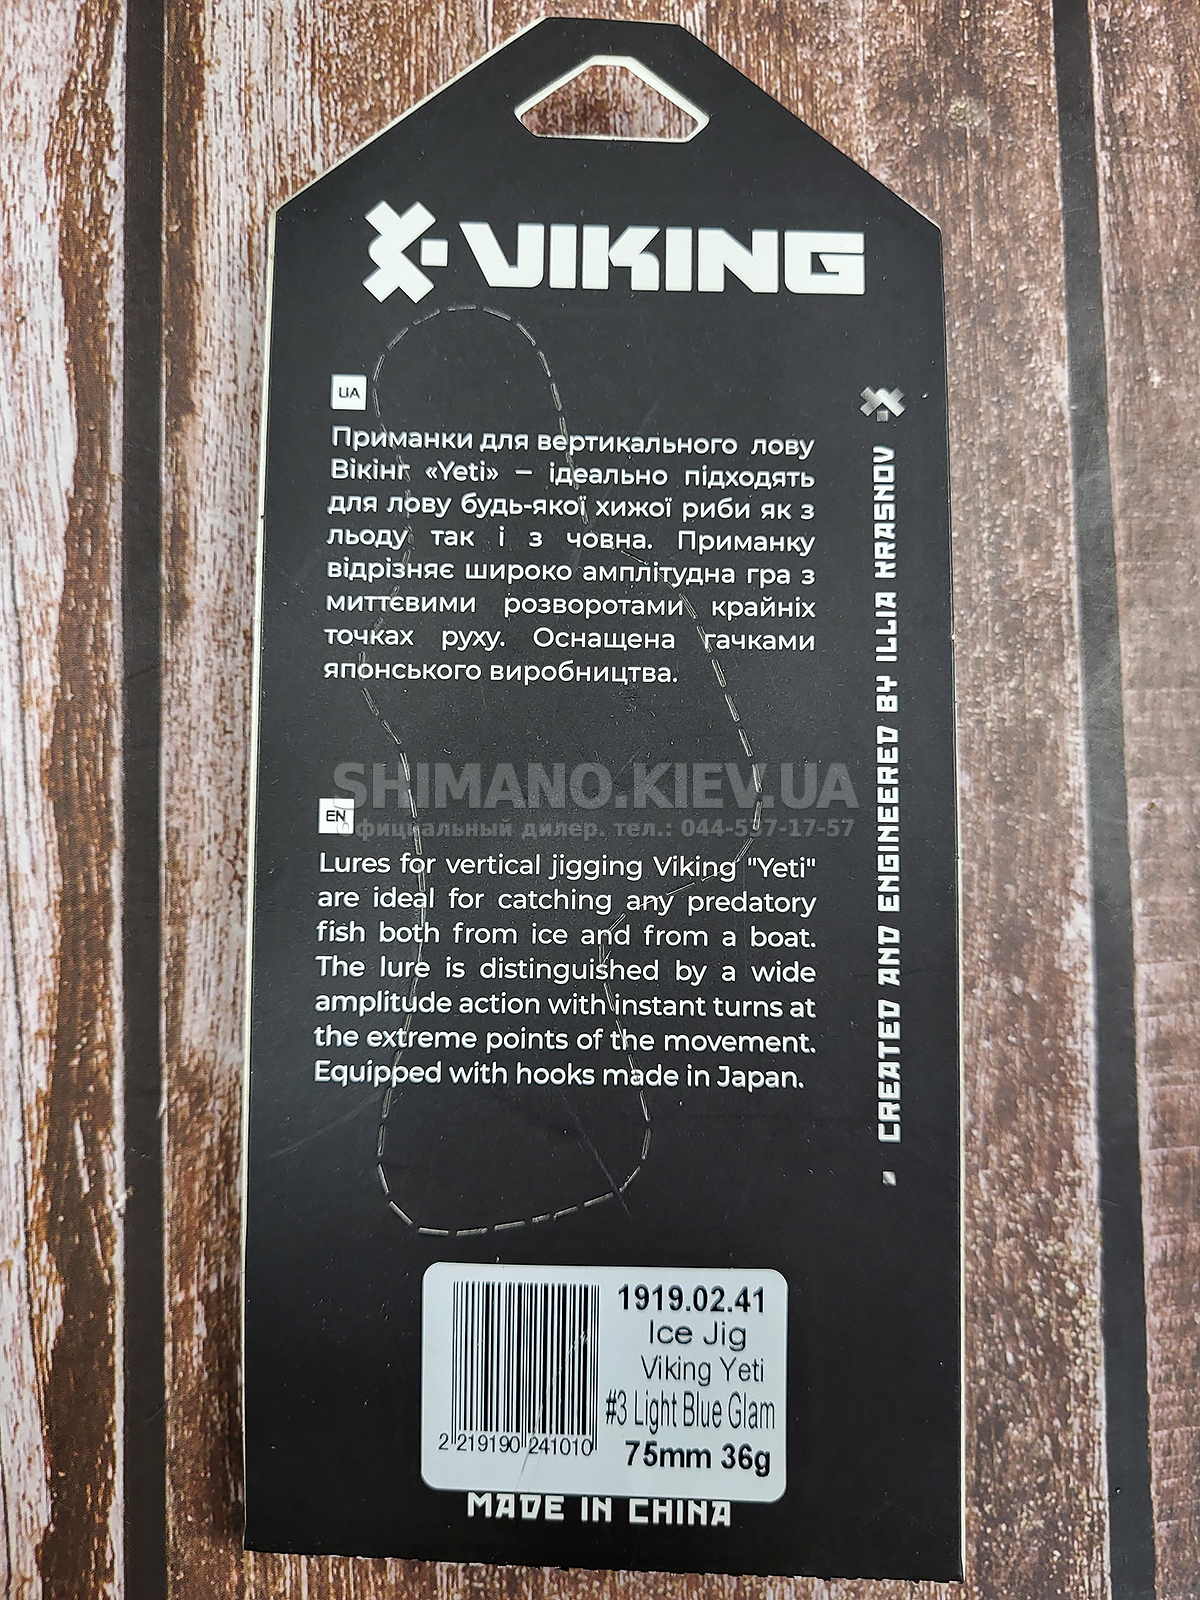 VIKING
UA
Приманки для вертикального лову
Вікінг «Yeti» – ідеально підходять
для лову будь-якої хижої риби як з
льоду так і з човна. Приманку
відрізняє широко амплітудна гра з
миттєвими розворотами крайніх
точках руху. Оснащена гачками
японського виробництва.
SHIMANO.KIEV.UA
Официальный дилер. тел.: 044-537-17-57
EN
Lures for vertical jigging Viking "Yeti"
are ideal for catching any predatory
fish both from ice and from a boat.
The lure is distinguished by a wide
amplitude action with instant turns at
the extreme points of the movement.
Equipped with hooks made in Japan.
CREATED AND ENGINEERED BY ILLIA KRASNOV
1919.02.41
Ice Jig
Viking Yeti
#3 Light Blue Glam
75mm 36g
2 219190 241010
MADE IN CHINA